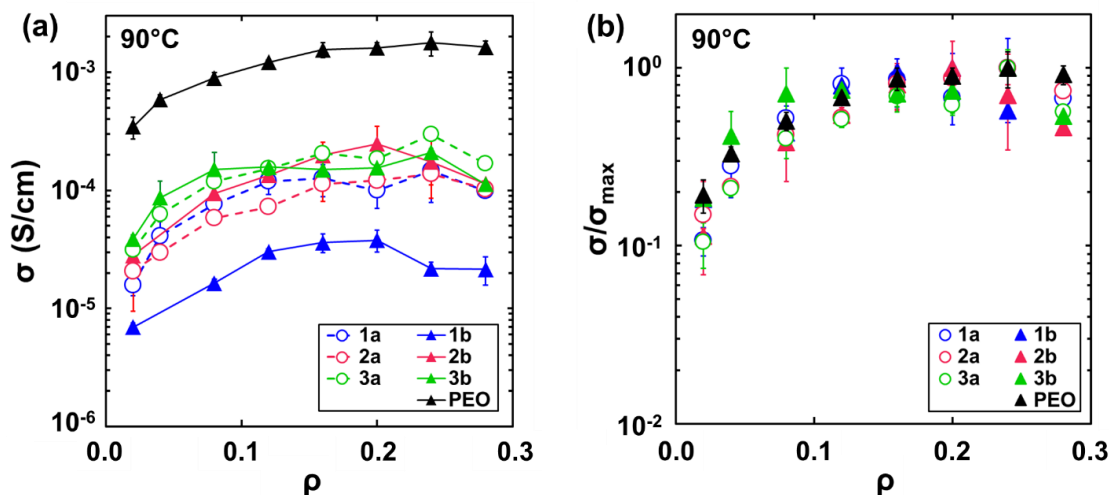 (a)
90°C
10⁻³
10⁻⁴
10⁻⁵
10⁻⁶
σ (S/cm)
0.0 0.1 0.2 0.3
ρ
1a 1b
2a 2b
3a 3b
PEO
(b)
90°C
10⁰
10⁻¹
10⁻²
σ/σmax
0.0 0.1 0.2 0.3
ρ
1a 1b
2a 2b
3a 3b
PEO